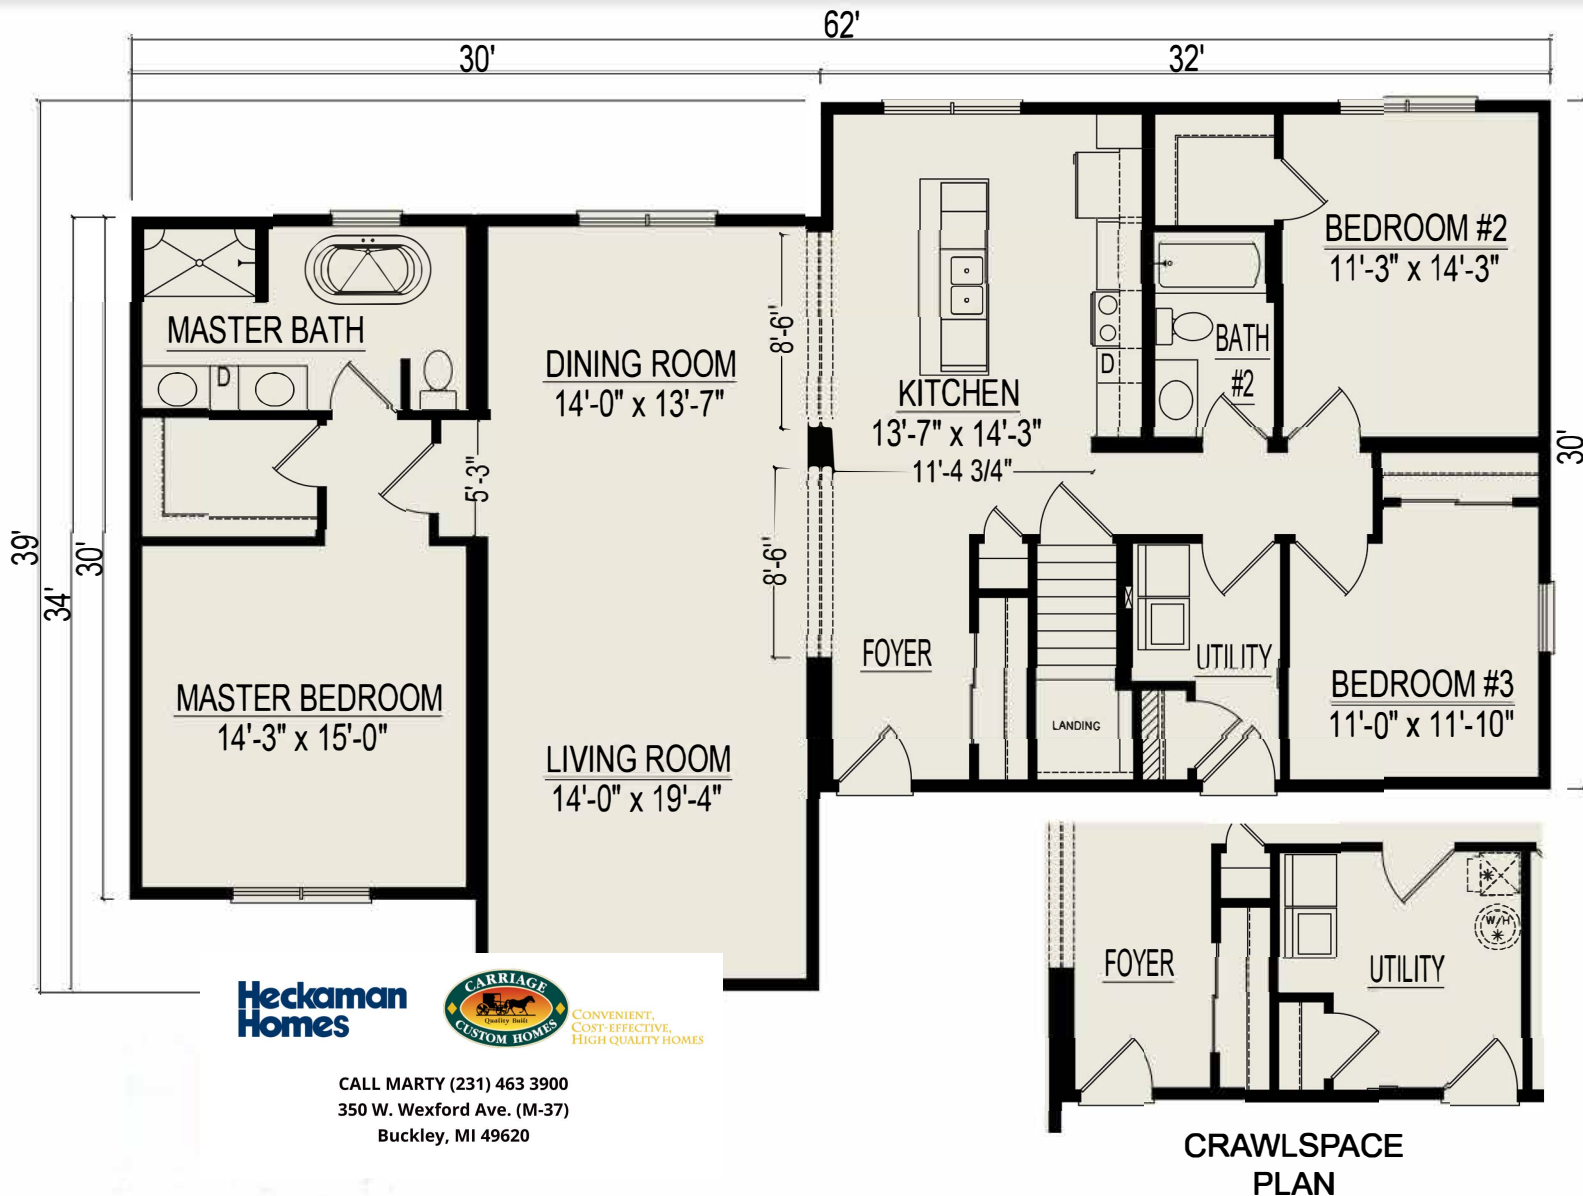 62'
30'
32'
39'
34'
30'
30'
MASTER BATH
D
DINING ROOM
14'-0" x 13'-7"
8'-6"
KITCHEN
13'-7" x 14'-3"
11'-4 3/4"
D
BATH
#2
BEDROOM #2
11'-3" x 14'-3"
5'-3"
8'-6"
FOYER
UTILITY
LANDING
BEDROOM #3
11'-0" x 11'-10"
MASTER BEDROOM
14'-3" x 15'-0"
LIVING ROOM
14'-0" x 19'-4"
FOYER
UTILITY
W/H
CRAWLSPACE
PLAN
Heckaman
Homes
CARRIAGE
Quality Built
CUSTOM HOMES
CONVENIENT,
COST-EFFECTIVE,
HIGH QUALITY HOMES
CALL MARTY (231) 463 3900
350 W. Wexford Ave. (M-37)
Buckley, MI 49620